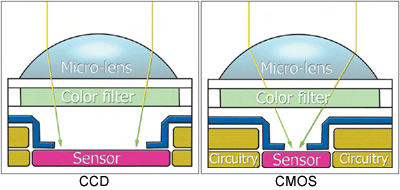 Micro-lens
Color filter
Sensor
CCD
Micro-lens
Color filter
Circuitry Sensor Circuitry
CMOS